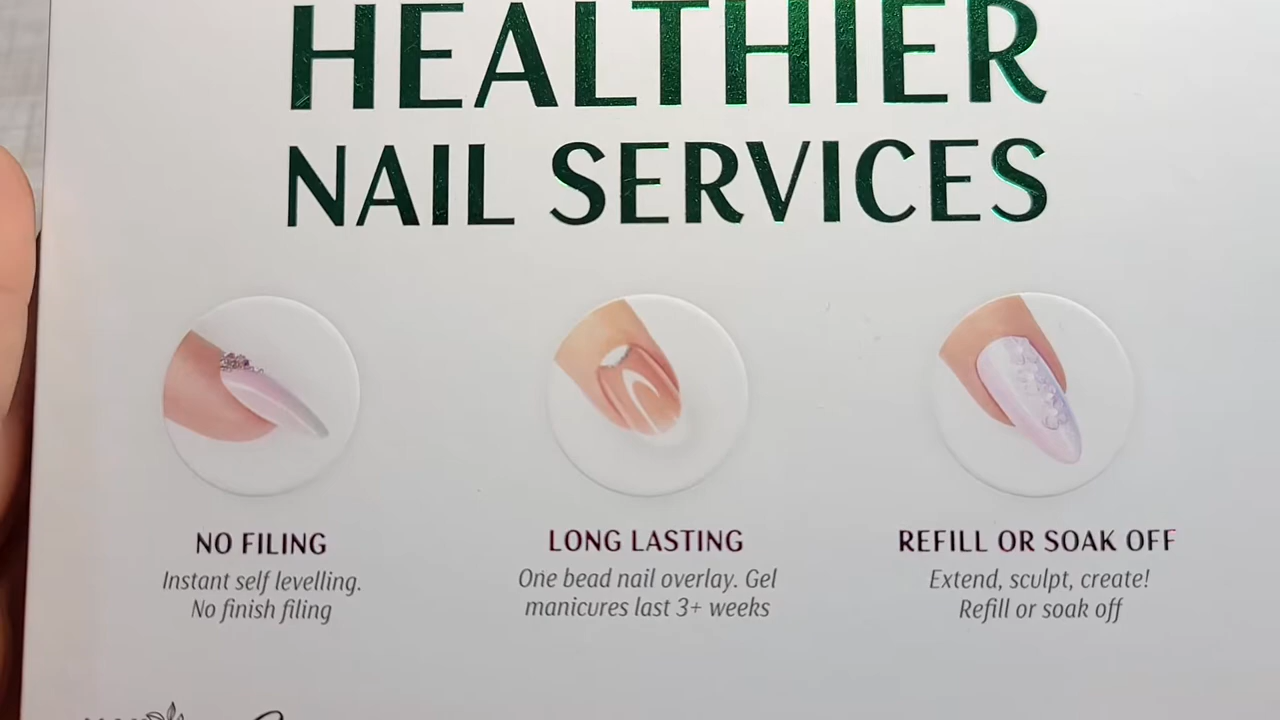 HEALTHIER
NAIL SERVICES
NO FILING
Instant self levelling.
No finish filing
LONG LASTING
One bead nail overlay. Gel
manicures last 3+ weeks
REFILL OR SOAK OFF
Extend, sculpt, create!
Refill or soak off